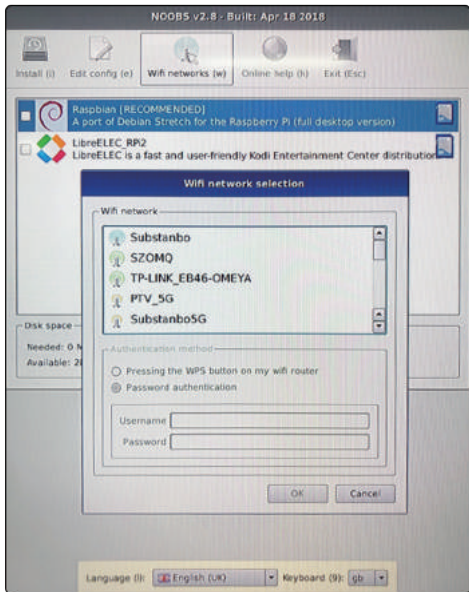 NOOBS v2.8 - Built: Apr 18 2018
Install (i) Edit config (e) Wifi networks (w) Online help (h) Exit (Esc)
Raspbian [RECOMMENDED]
A port of Debian Stretch for the Raspberry Pi (full desktop version)
LibreELEC_RPi2
LibreELEC is a fast and user-friendly Kodi Entertainment Center distribution
Wifi network selection
Wifi network
Substanbo
SZOMQ
TP-LINK_EB46-OMEYA
PTV_5G
Substanbo5G
Disk space
Needed: 0
Available:
Authentication method
Pressing the WPS button on my wifi router
Password authentication
Username
Password
OK Cancel
Language (l): English (UK) Keyboard (9): gb